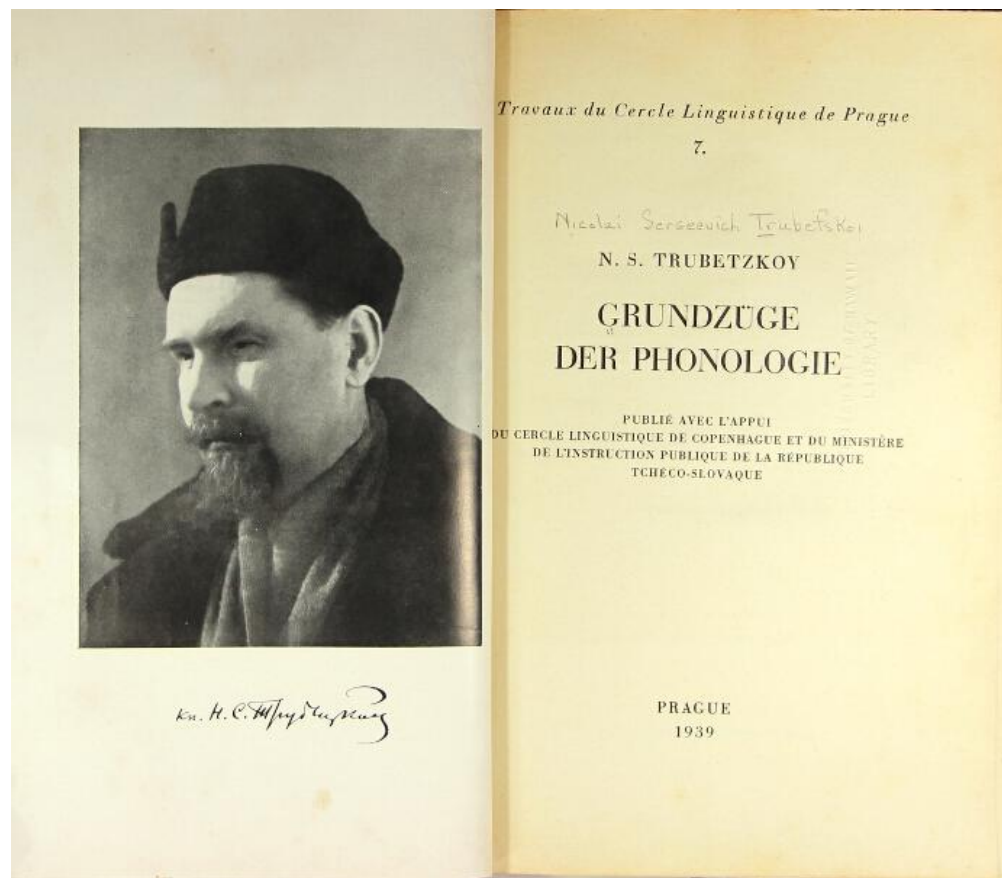 кн. Н. С. Трубецкой
Travaux du Cercle Linguistique de Prague
7.
Nicolai Sergeevich Trubetskoi
N. S. TRUBETZKOY
GRUNDZÜGE
DER PHONOLOGIE
PUBLIÉ AVEC L'APPUI
DU CERCLE LINGUISTIQUE DE COPENHAGUE ET DU MINISTÈRE
DE L'INSTRUCTION PUBLIQUE DE LA RÉPUBLIQUE
TCHÉCO-SLOVAQUE
PRAGUE
1939